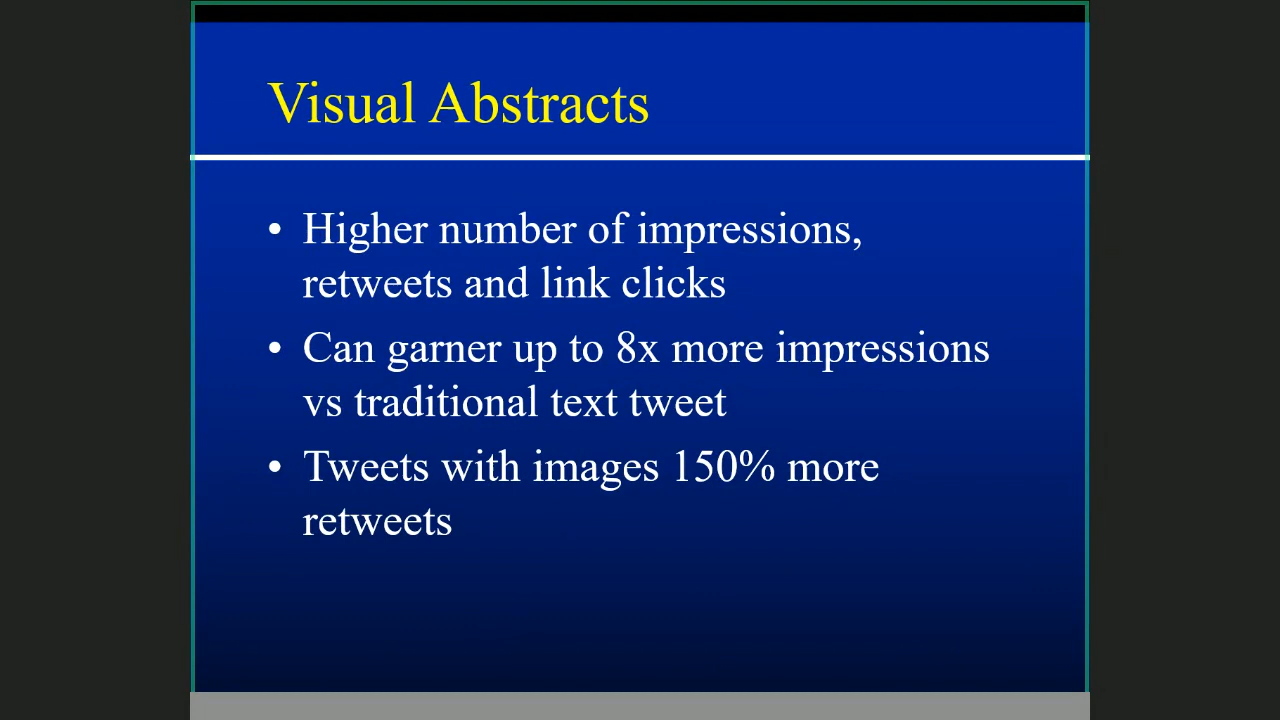 Visual Abstracts
• Higher number of impressions,
retweets and link clicks
• Can garner up to 8x more impressions
vs traditional text tweet
• Tweets with images 150% more
retweets